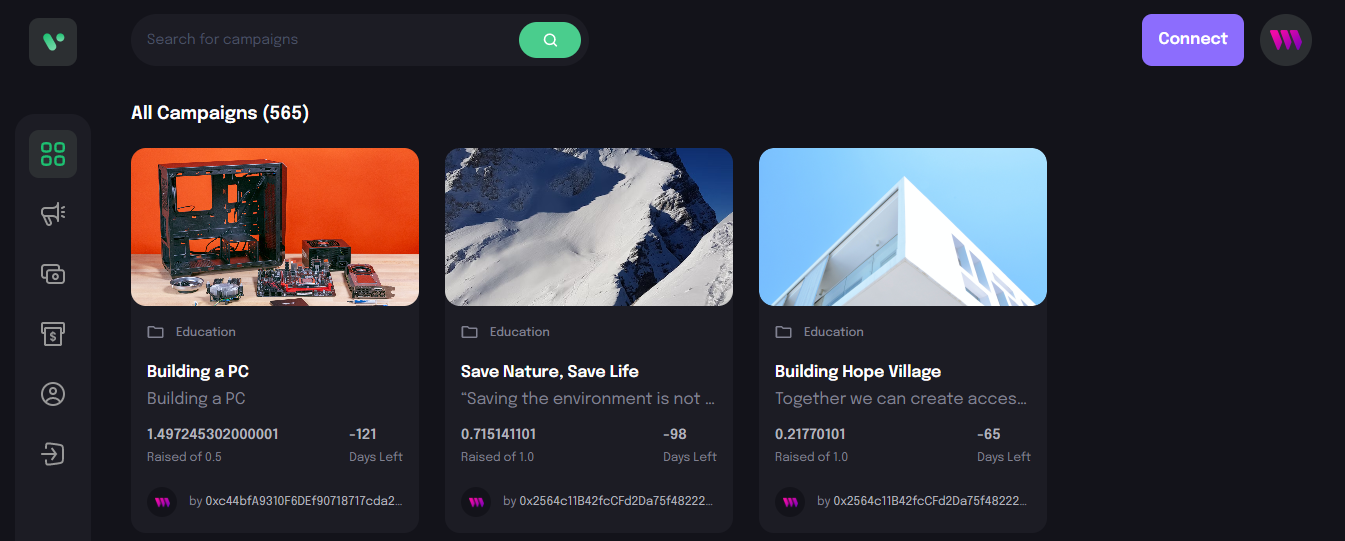 Search for campaigns
Connect
All Campaigns (565)
Education
Building a PC
Building a PC
1.497245302000001
-121
Raised of 0.5
Days Left
by 0xc44bfA9310F6DEf90718717cda2...
Education
Save Nature, Save Life
“Saving the environment is not ...
0.715141101
-98
Raised of 1.0
Days Left
by 0x2564c11B42fcCFd2Da75f48222...
Education
Building Hope Village
Together we can create acces...
0.21770101
-65
Raised of 1.0
Days Left
by 0x2564c11B42fcCFd2Da75f48222...